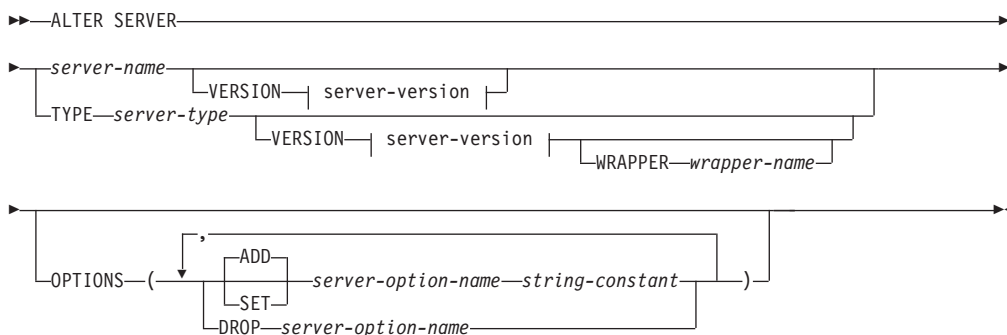 ALTER SERVER
server-name
VERSION server-version
TYPE server-type
VERSION server-version
WRAPPER wrapper-name
,
ADD
OPTIONS ( server-option-name string-constant )
SET
DROP server-option-name